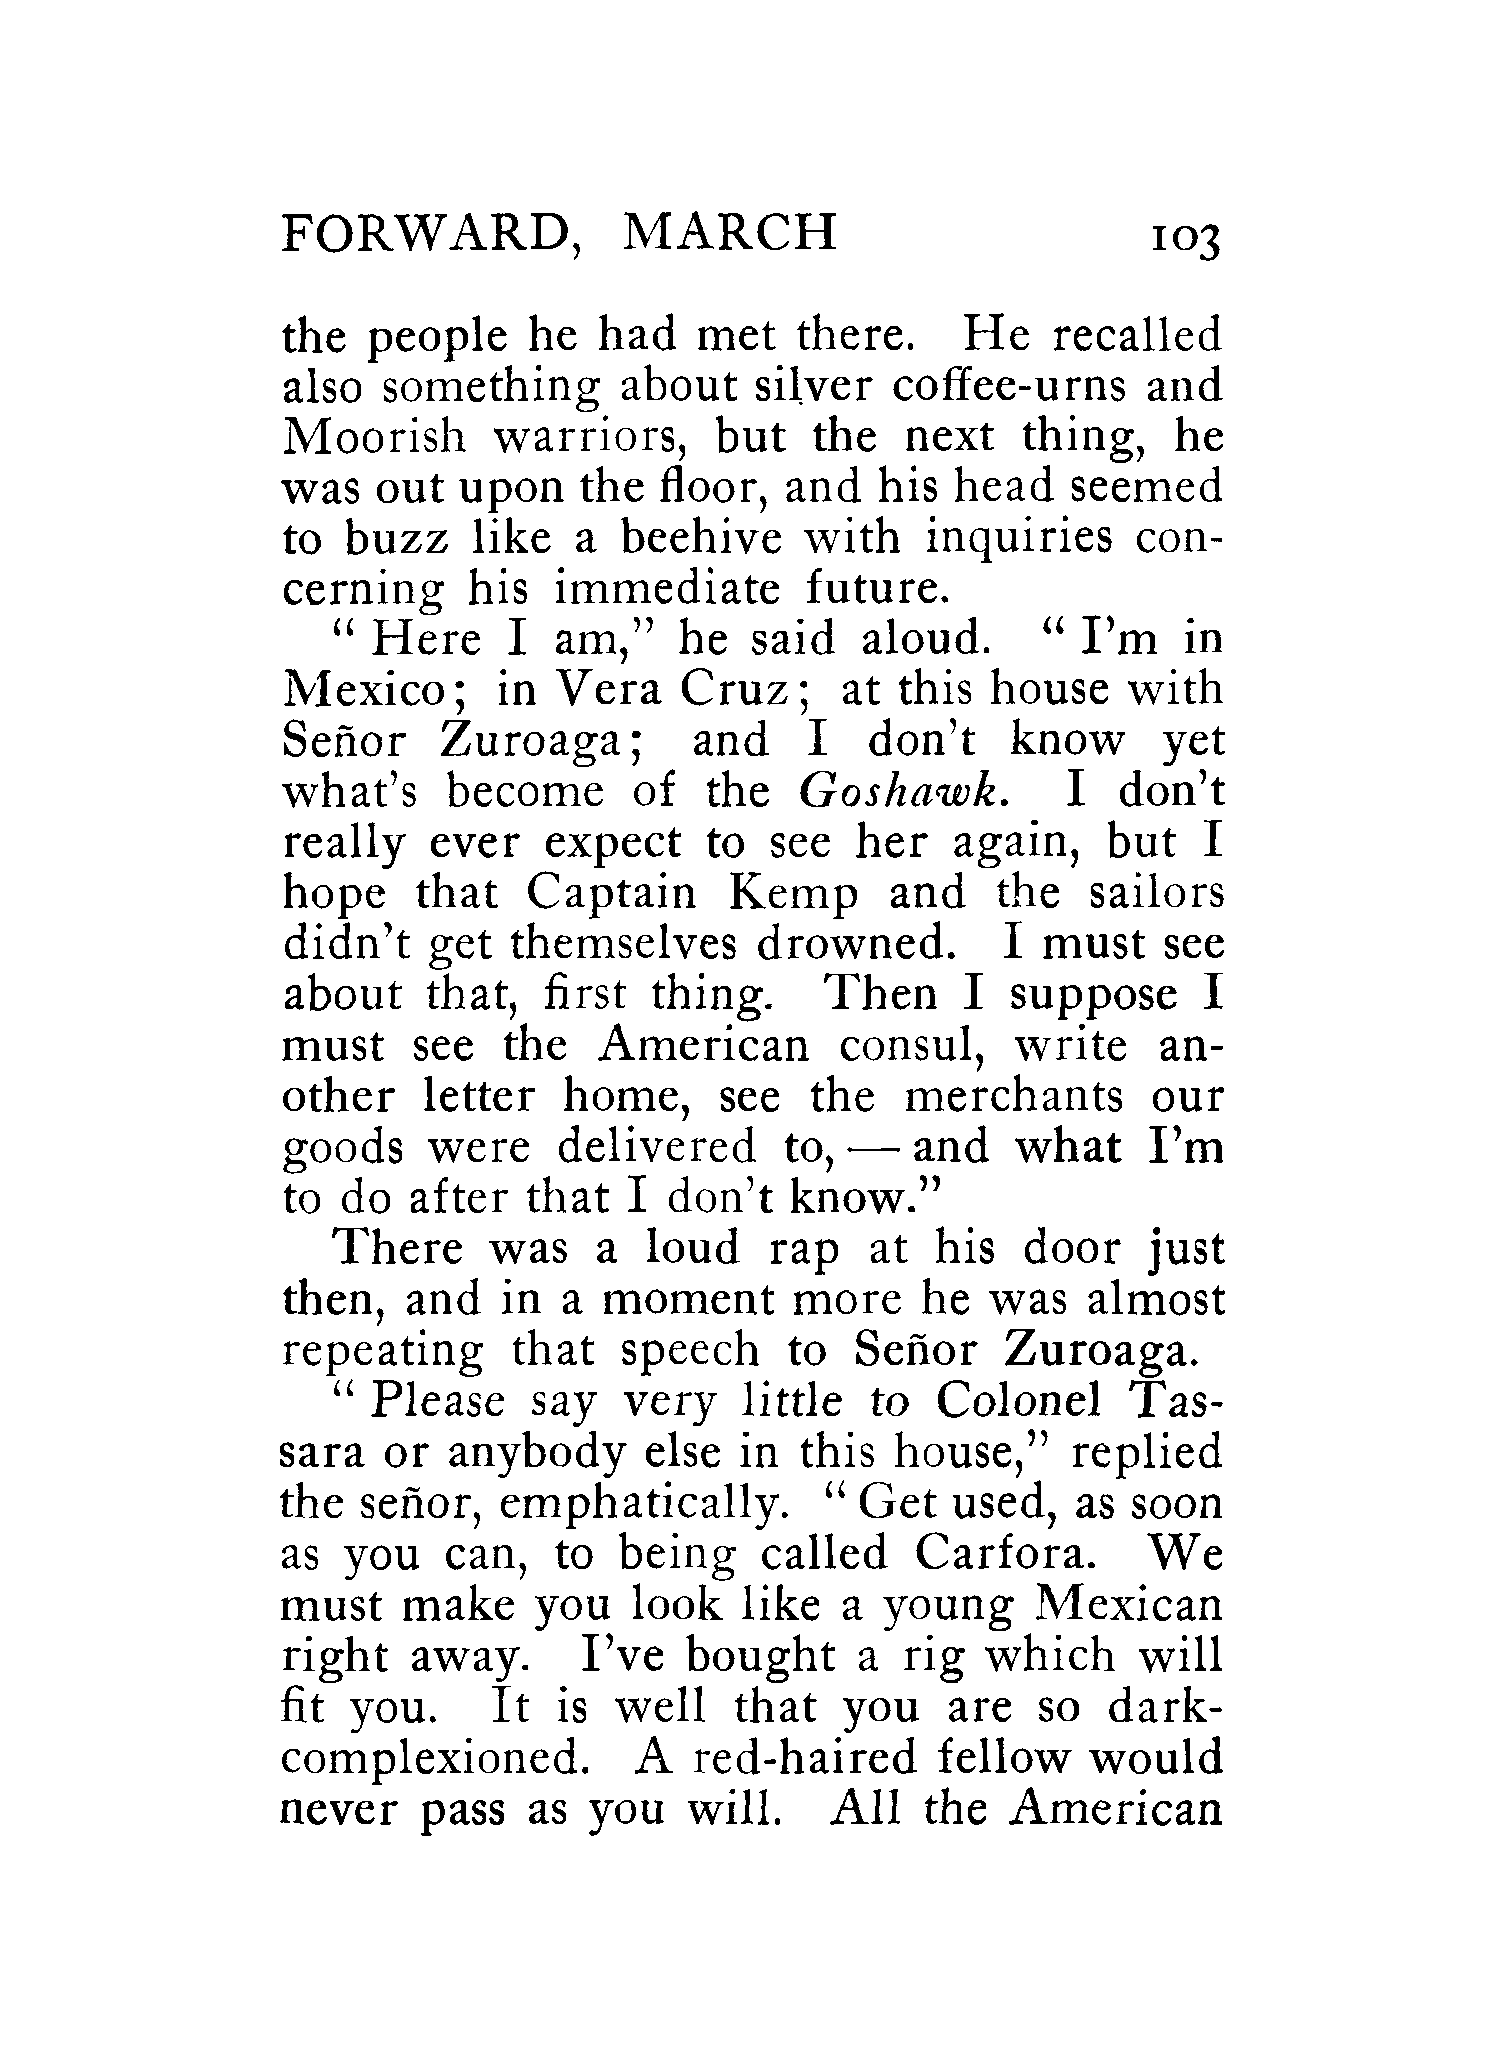 FORWARD, MARCH 103
the people he had met there. He recalled
also something about silver coffee-urns and
Moorish warriors, but the next thing, he
was out upon the floor, and his head seemed
to buzz like a beehive with inquiries con-
cerning his immediate future.
“ Here I am,” he said aloud. “ I’m in
Mexico; in Vera Cruz; at this house with
Señor Zuroaga; and I don’t know yet
what’s become of the Goshawk. I don’t
really ever expect to see her again, but I
hope that Captain Kemp and the sailors
didn’t get themselves drowned. I must see
about that, first thing. Then I suppose I
must see the American consul, write an-
other letter home, see the merchants our
goods were delivered to, — and what I’m
to do after that I don’t know.”
There was a loud rap at his door just
then, and in a moment more he was almost
repeating that speech to Señor Zuroaga.
“ Please say very little to Colonel Tas-
sara or anybody else in this house,” replied
the señor, emphatically. “ Get used, as soon
as you can, to being called Carfora. We
must make you look like a young Mexican
right away. I’ve bought a rig which will
fit you. It is well that you are so dark-
complexioned. A red-haired fellow would
never pass as you will. All the American